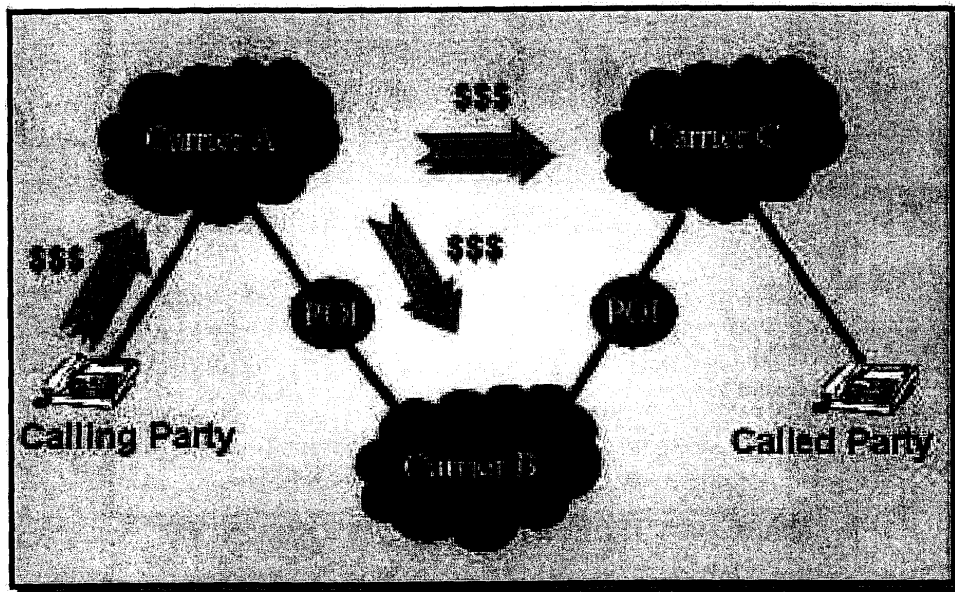 $$$
Carrier A
Carrier C
$$$
$$$
POI
POI
Calling Party
Called Party
Carrier B